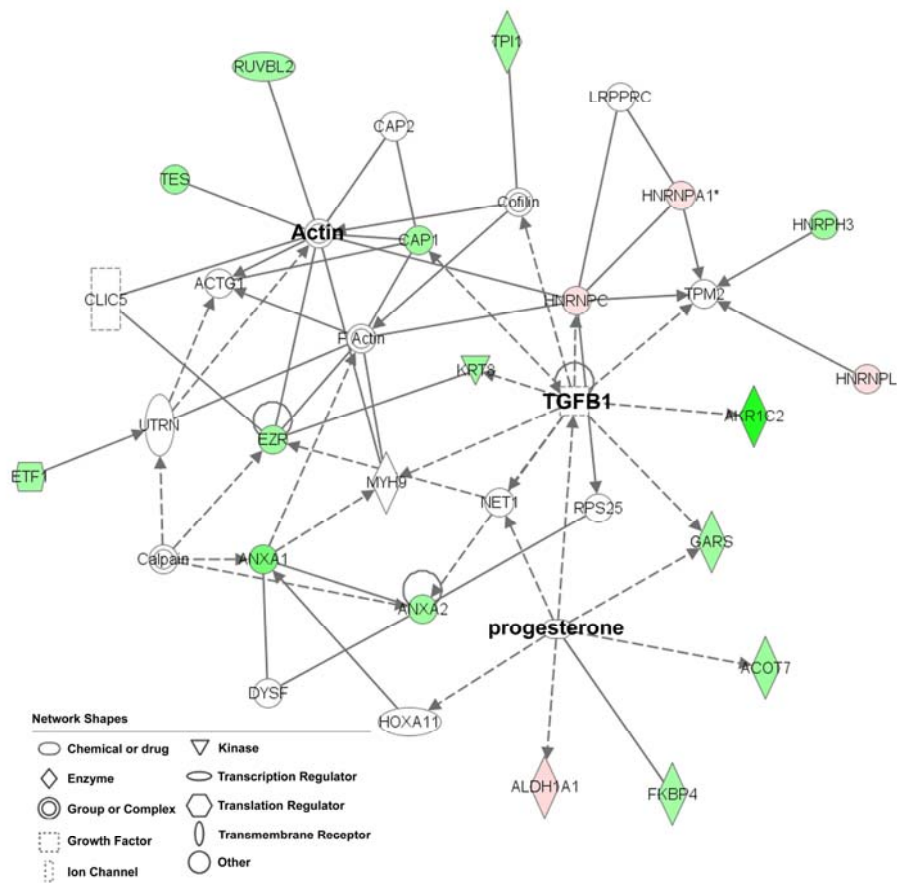 TPI1
RUVBL2
LRPPRC
CAP2
TES
HNRNPA1*
Cofilin
HNRPH3
Actin
CAP1
ACTG1
CLIC5
HNRNPC
TPM2
F Actin
KRT8
HNRNPL
TGFB1
AKR1C2
UTRN
EZR
ETF1
MYH9
NET1
RPS25
GARS
Calpain
ANXA1
ANXA2
progesterone
ACOT7
DYSF
HOXA11
ALDH1A1
FKBP4
Network Shapes
Chemical or drug
Enzyme
Group or Complex
Growth Factor
Ion Channel
Kinase
Transcription Regulator
Translation Regulator
Transmembrane Receptor
Other